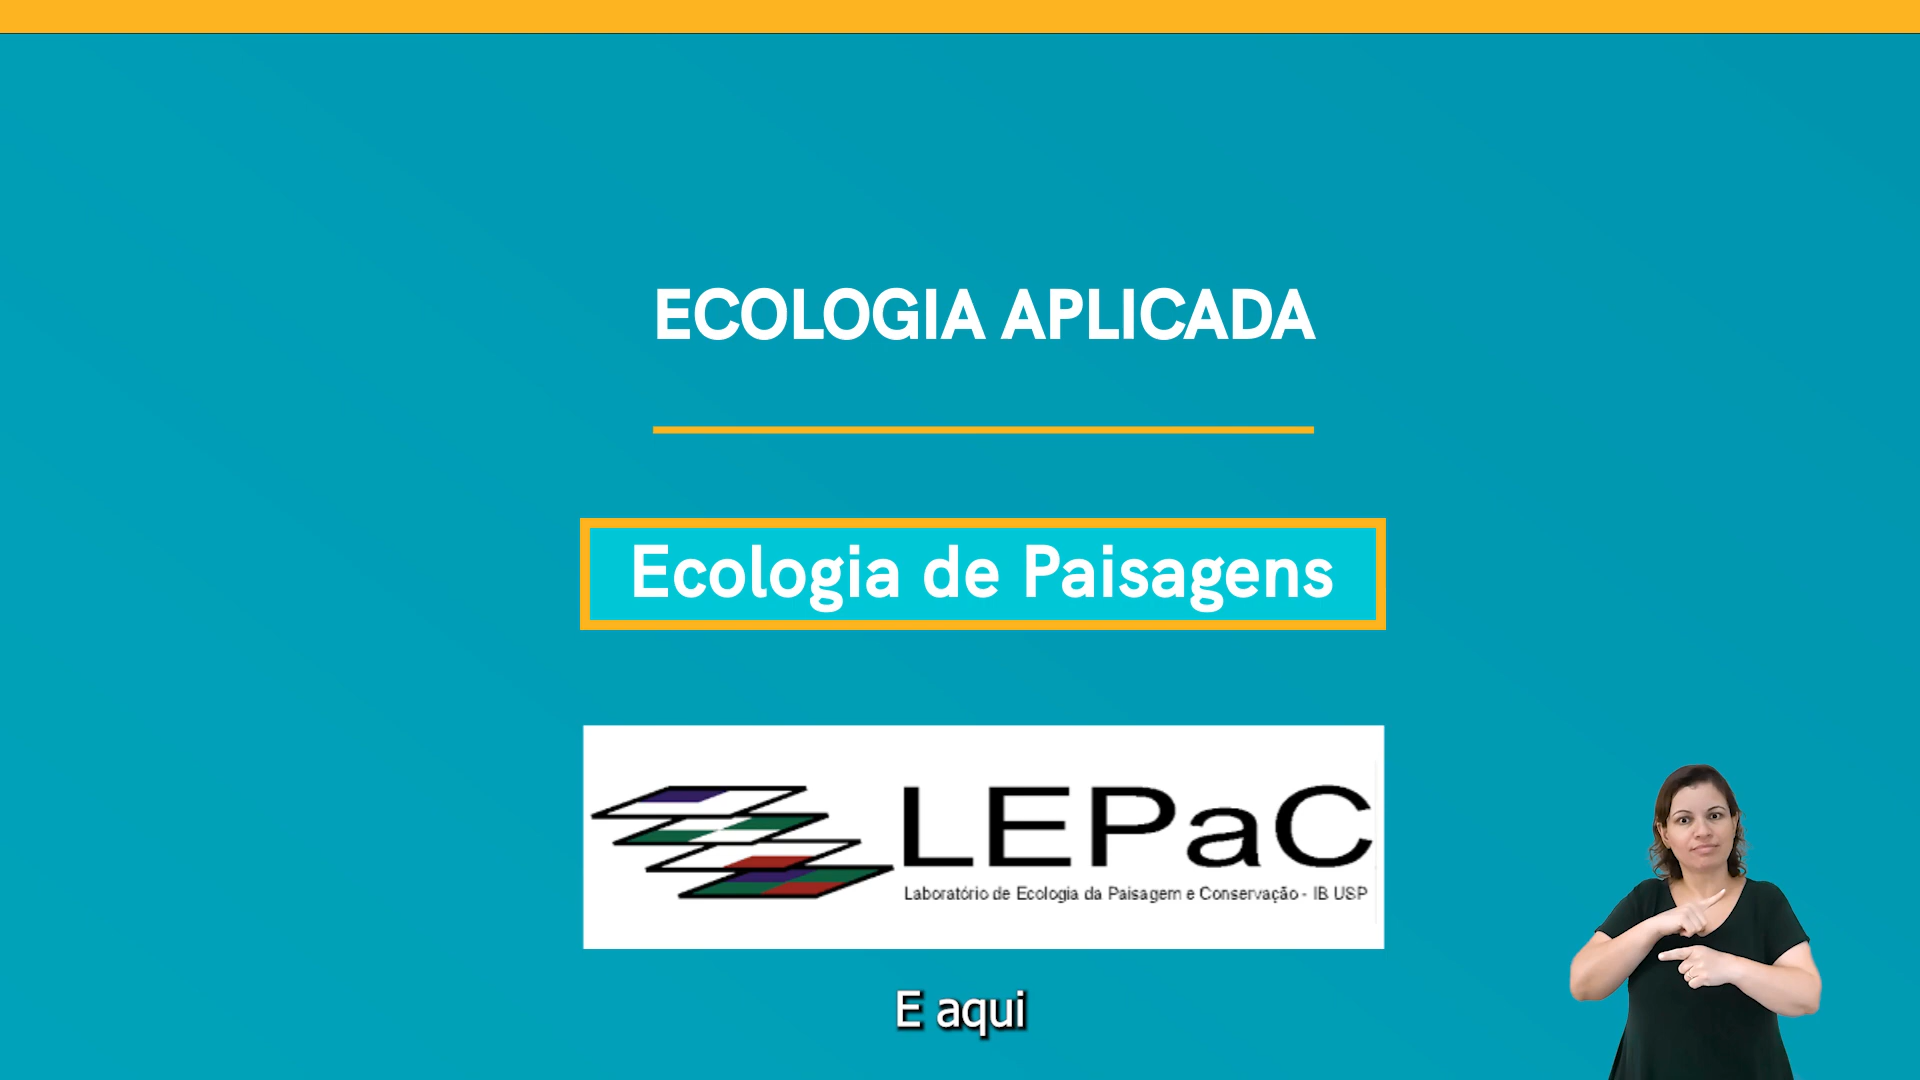 ECOLOGIA APLICADA
Ecologia de Paisagens
LEPaC
Laboratório de Ecologia da Paisagem e Conservação - IB USP
E aqui